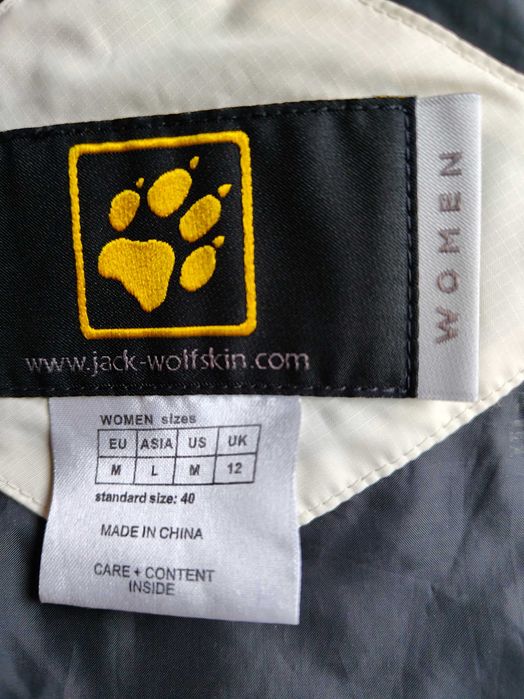 WOMEN
www.jack-wolfskin.com
WOMEN sizes
EU ASIA US UK
M L M 12
standard size: 40
MADE IN CHINA
CARE + CONTENT
INSIDE